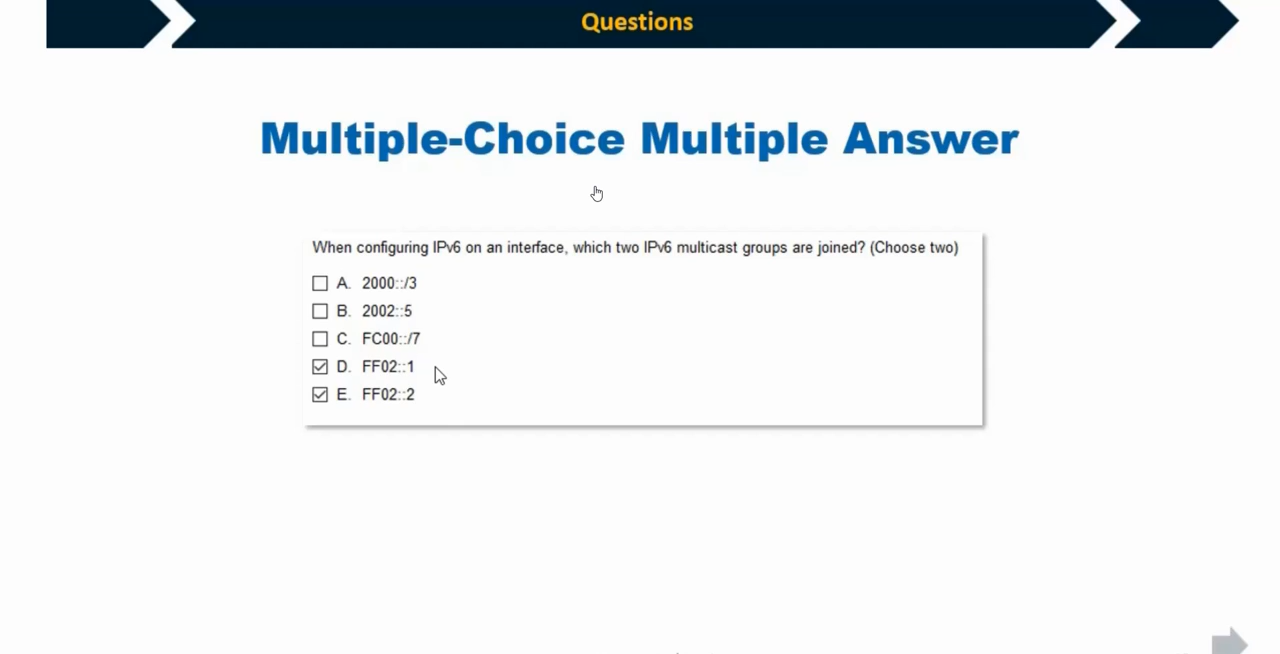 Questions
Multiple-Choice Multiple Answer
When configuring IPv6 on an interface, which two IPv6 multicast groups are joined? (Choose two)
A. 2000::/3
B. 2002::5
C. FC00::/7
D. FF02::1
E. FF02::2